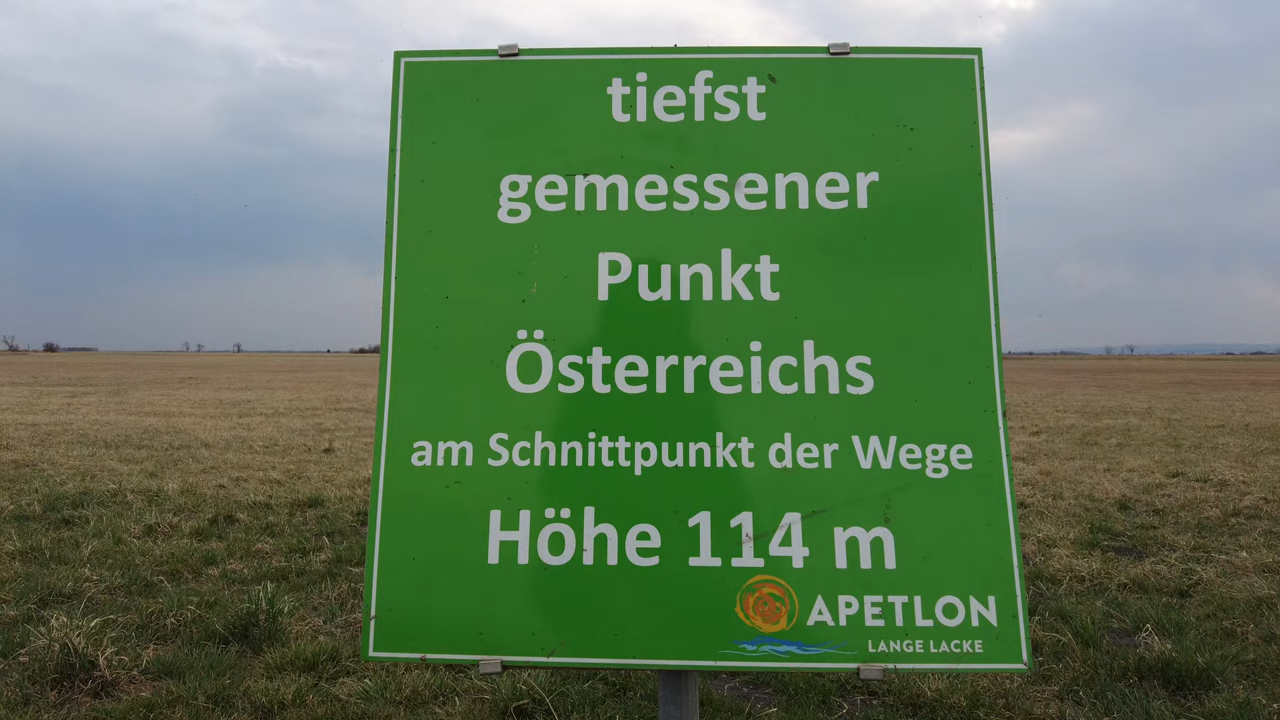 tiefst
gemessener
Punkt
Österreichs
am Schnittpunkt der Wege
Höhe 114 m
APETLON
LANGE LACKE